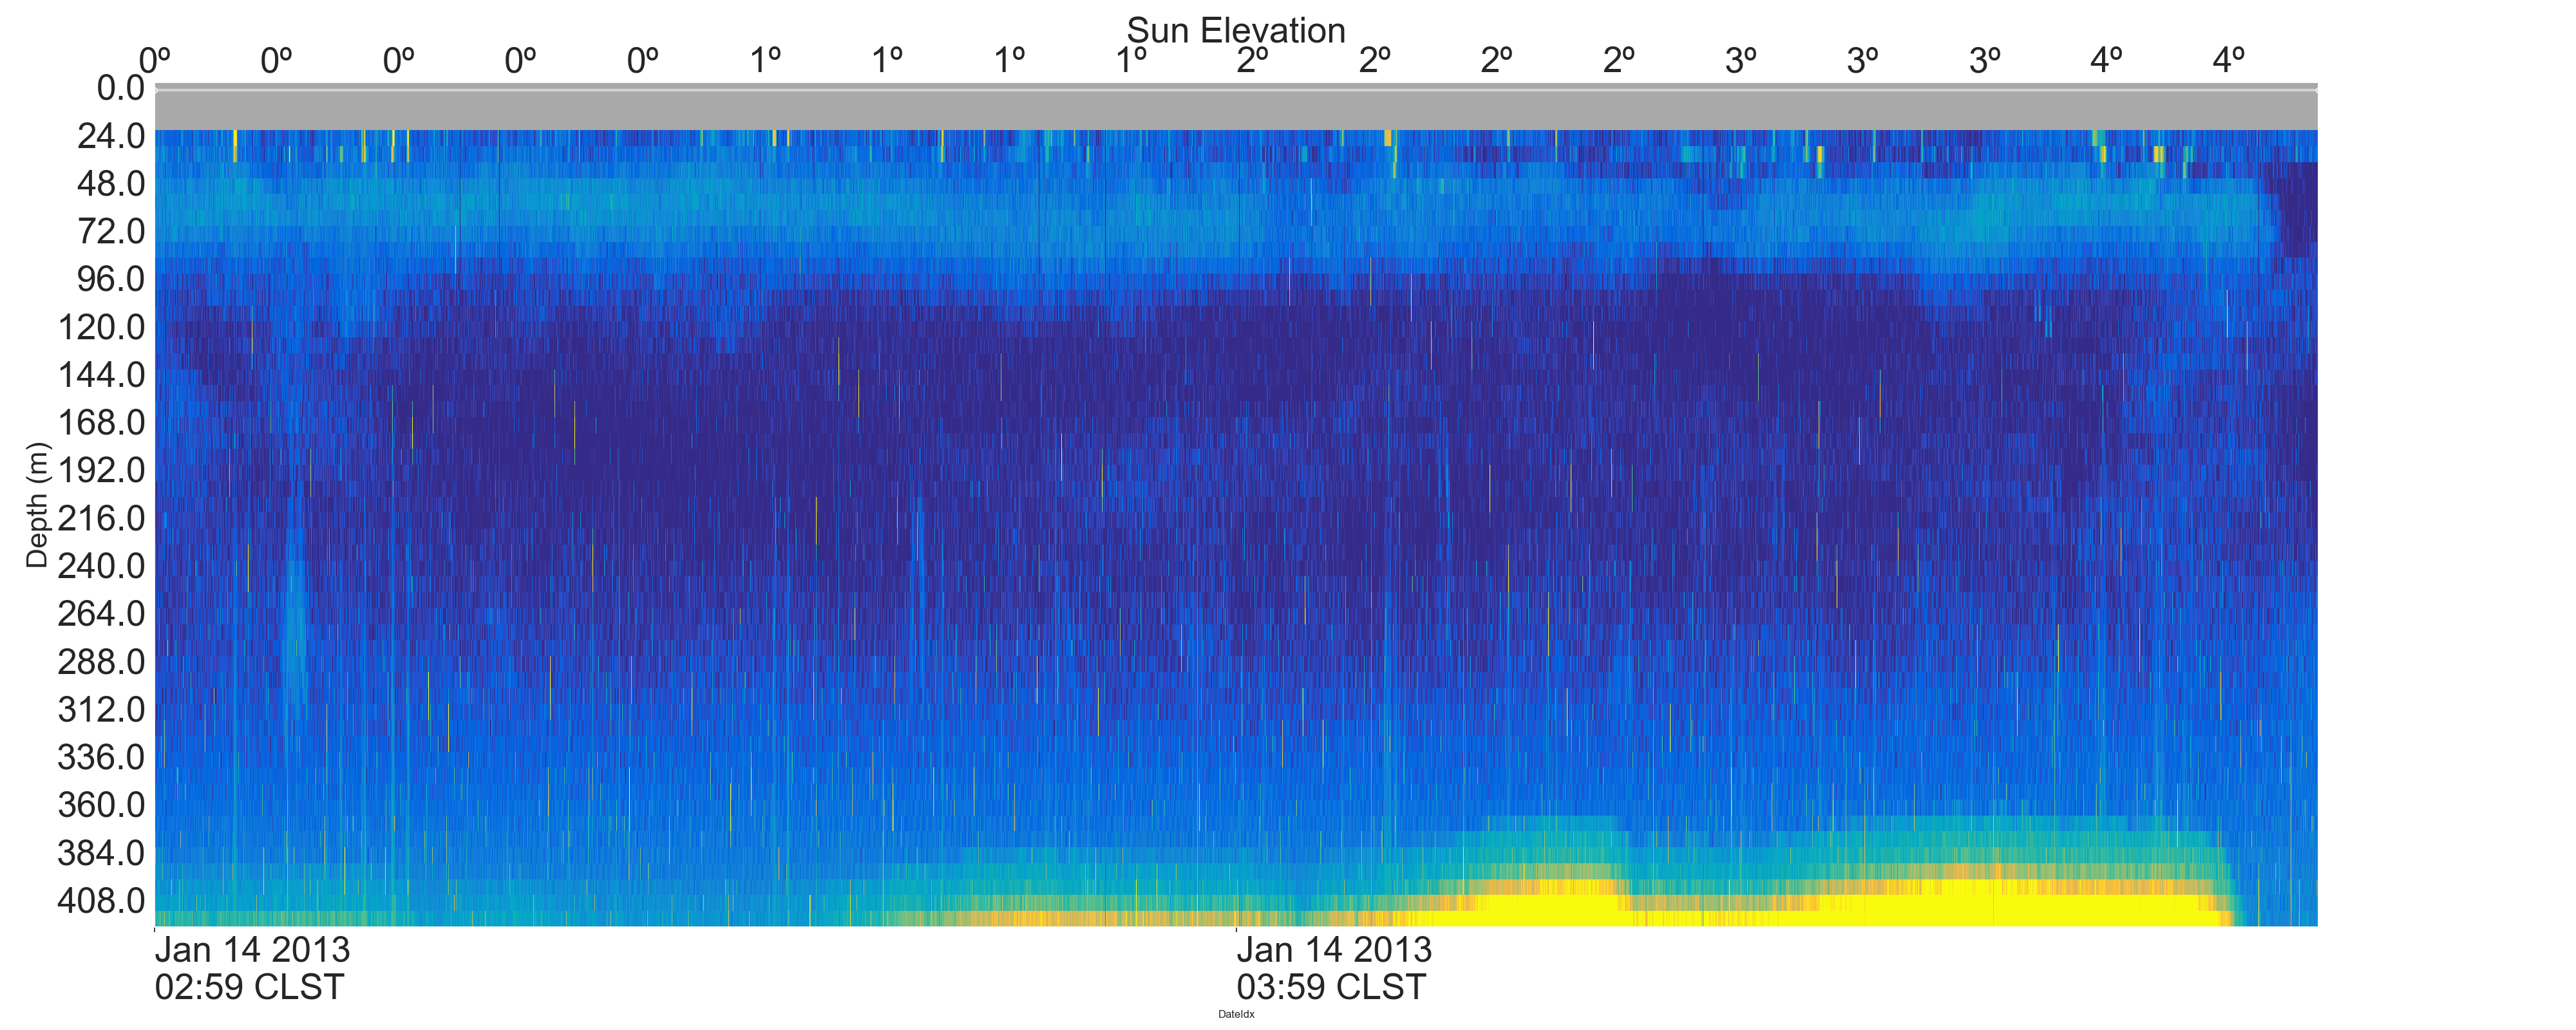 Sun Elevation
0º 0º 0º 0º 0º 1º 1º 1º 1º 2º 2º 2º 2º 3º 3º 3º 4º 4º
0.0
24.0
48.0
72.0
96.0
120.0
144.0
168.0
192.0
216.0
240.0
264.0
288.0
312.0
336.0
360.0
384.0
408.0
Depth (m)
Jan 14 2013
02:59 CLST
Jan 14 2013
03:59 CLST
DateIdx